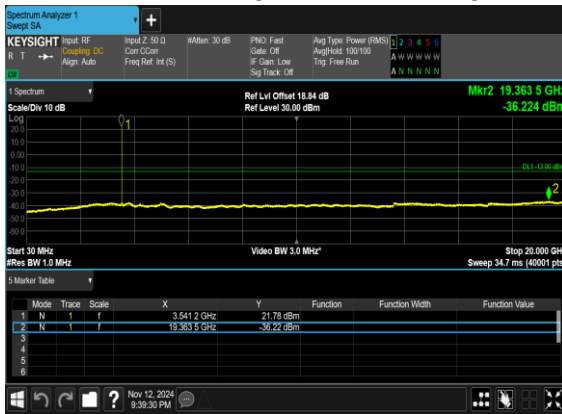 Spectrum Analyzer 1
Swept SA
+
KEYSIGHT Input: RF Input Z: 50 Ω #Atten: 30 dB PNO: Fast Avg Type: Power (RMS) 1 2 3 4 5 6
R T Coupling: DC Corr CCorr Gate: Off Avg|Hold: 100/100 A W W W W W
Align: Auto Freq Ref: Int (S) IF Gain: Low Trig: Free Run
Sig Track: Off A N N N N N
1 Spectrum
Ref Lvl Offset 18.84 dB Mkr2 19.363 5 GHz
Scale/Div 10 dB Ref Level 30.00 dBm -36.224 dBm
Log
20.0 1
10.0
0.00
-10.0 DL1 -13.00 dB
-20.0
-30.0 2
-40.0
-50.0
-60.0
Start 30 MHz Video BW 3.0 MHz* Stop 20.000 GH
#Res BW 1.0 MHz Sweep 34.7 ms (40001 pts
5 Marker Table
Mode Trace Scale X Y Function Function Width Function Value
1 N 1 f 3.541 2 GHz 21.78 dBm
2 N 1 f 19.363 5 GHz -36.22 dBm
3
4
5
6
? Nov 12, 2024
9:39:30 PM